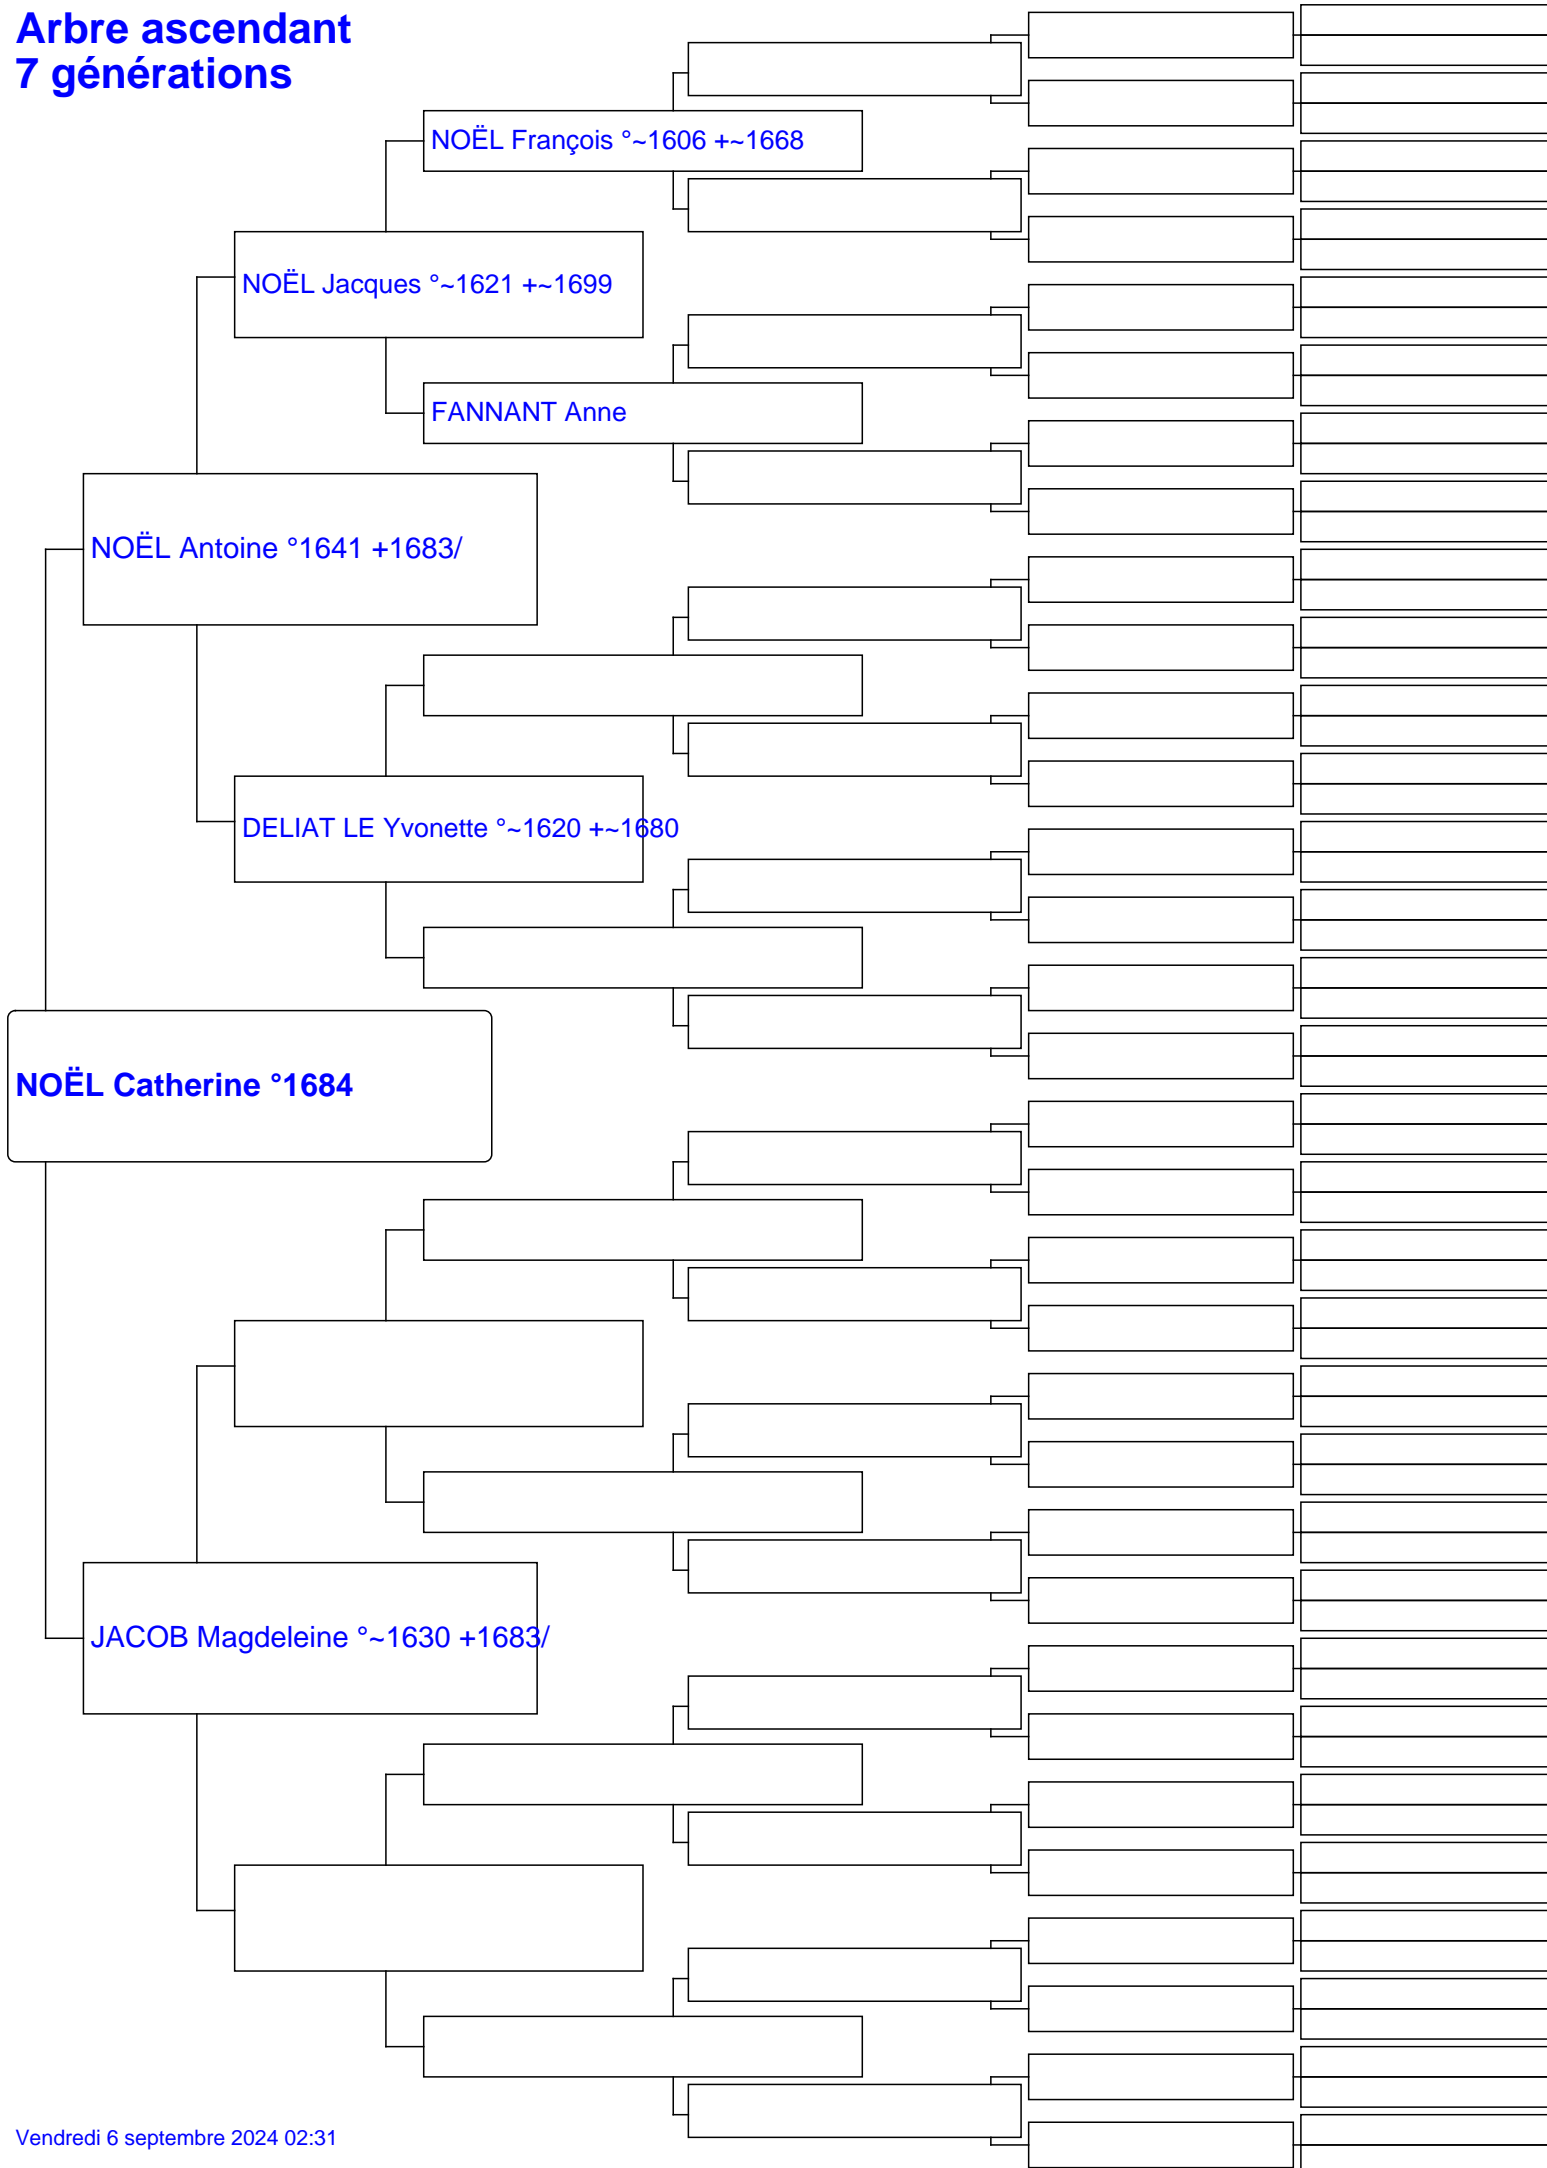 Arbre ascendant
7 générations
NOËL François °~1606 +~1668
NOËL Jacques °~1621 +~1699
FANNANT Anne
NOËL Antoine °1641 +1683/
DELIAT LE Yvonette °~1620 +~1680
NOËL Catherine °1684
JACOB Magdeleine °~1630 +1683/
Vendredi 6 septembre 2024 02:31